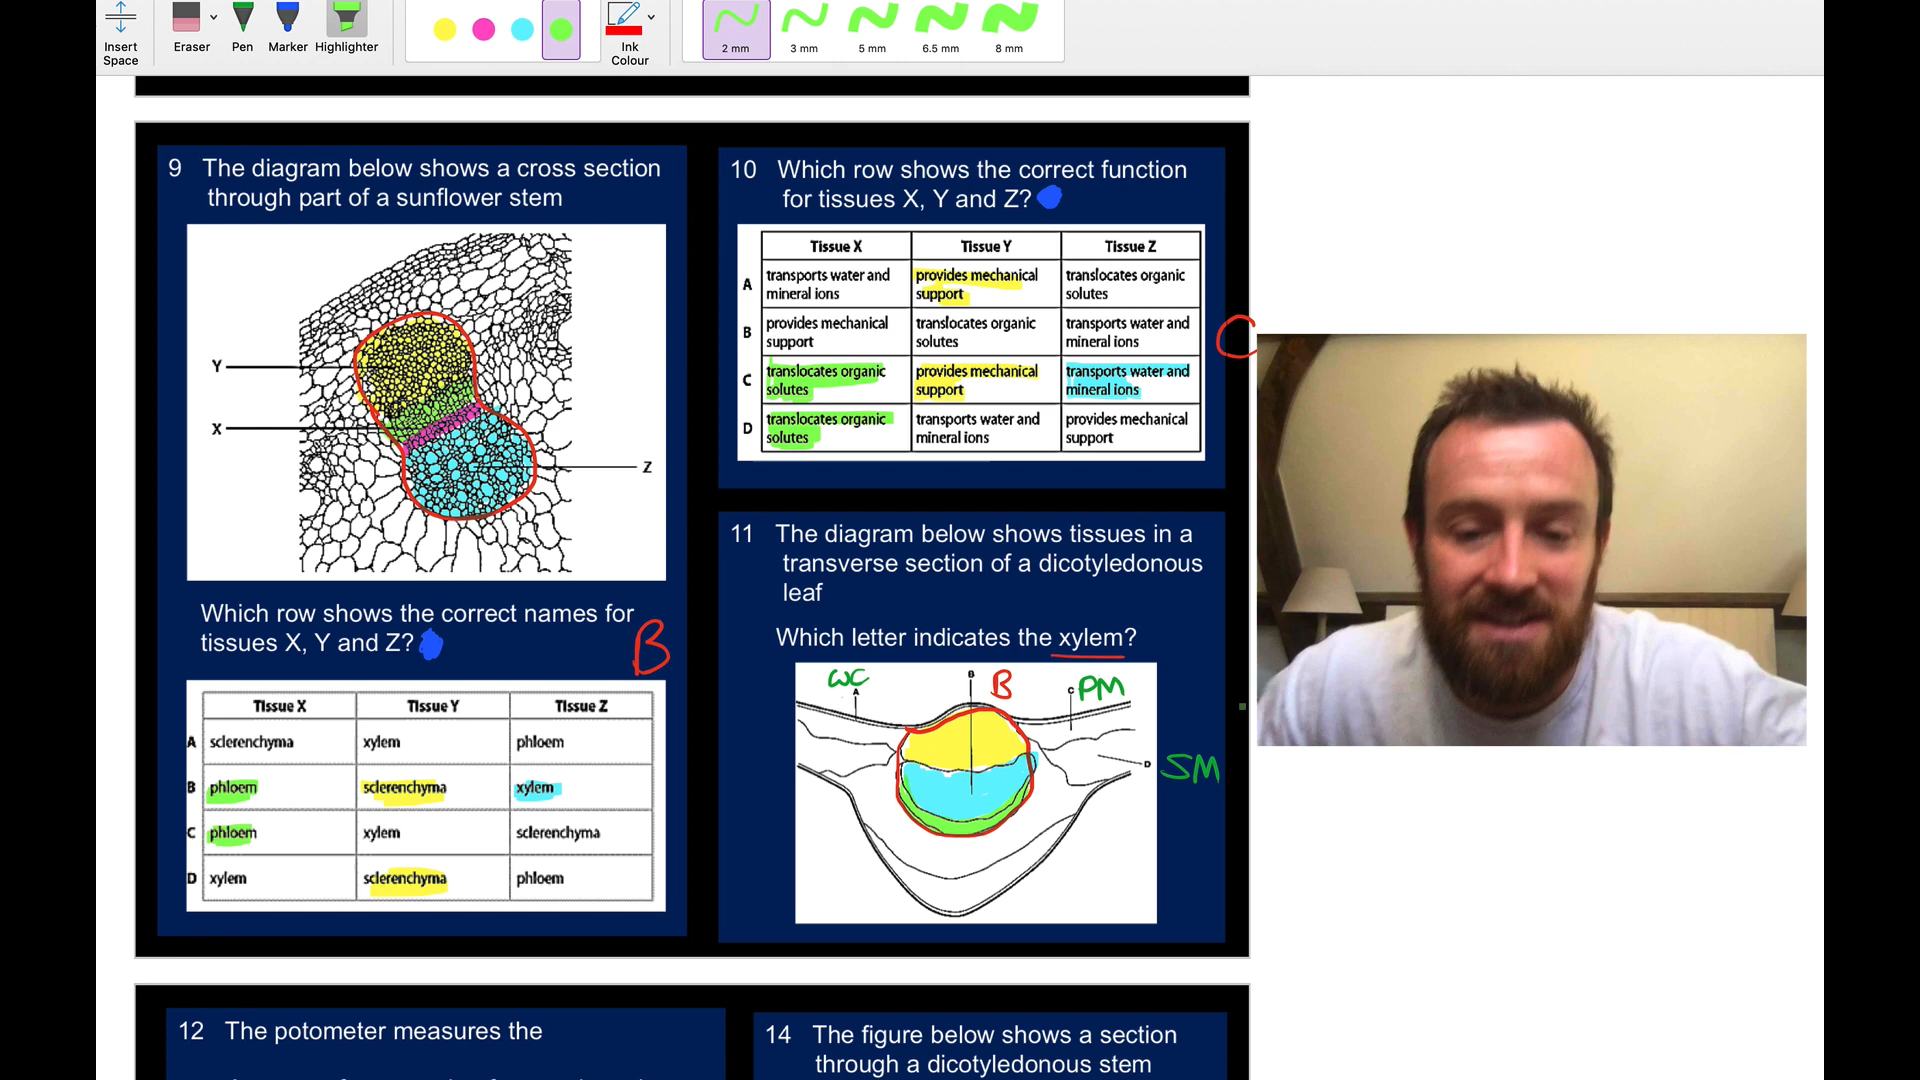 Insert
Space
Eraser
Pen
Marker
Highlighter
Ink
Colour
2 mm
3 mm
5 mm
6.5 mm
8 mm
9 The diagram below shows a cross section
through part of a sunflower stem
Y
X
Z
Which row shows the correct names for
tissues X, Y and Z?
B
Tissue X Tissue Y Tissue Z
A sclerenchyma xylem phloem
B phloem sclerenchyma xylem
C phloem xylem sclerenchyma
D xylem sclerenchyma phloem
10 Which row shows the correct function
for tissues X, Y and Z?
Tissue X Tissue Y Tissue Z
A transports water and mineral ions provides mechanical support translocates organic solutes
B provides mechanical support translocates organic solutes transports water and mineral ions
C translocates organic solutes provides mechanical support transports water and mineral ions
D translocates organic solutes transports water and mineral ions provides mechanical support
C
11 The diagram below shows tissues in a
transverse section of a dicotyledonous
leaf
Which letter indicates the xylem?
WC
A
B
B
C
PM
D
SM
12 The potometer measures the
14 The figure below shows a section
through a dicotyledonous stem